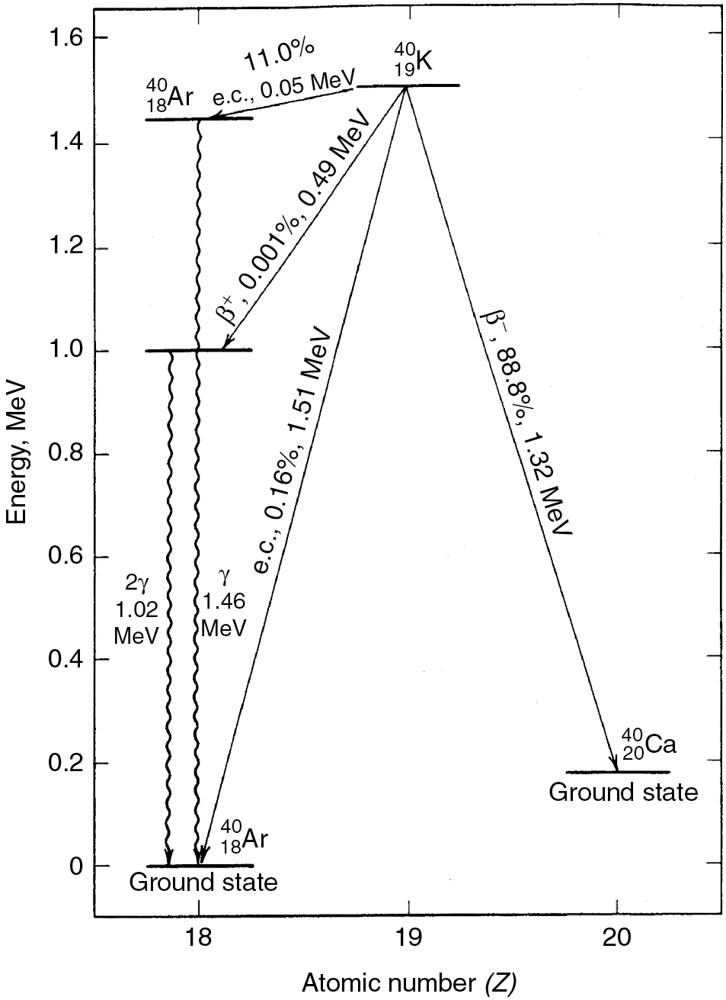 1.6
1.4
1.2
1.0
0.8
0.6
0.4
0.2
0
Energy, MeV
11.0%
e.c., 0.05 MeV
40
18Ar
40
19K
β+, 0.001%, 0.49 MeV
e.c., 0.16%, 1.51 MeV
β−, 88.8%, 1.32 MeV
2γ
1.02
MeV
γ
1.46
MeV
40
20Ca
Ground state
40
18Ar
Ground state
18
19
20
Atomic number (Z)